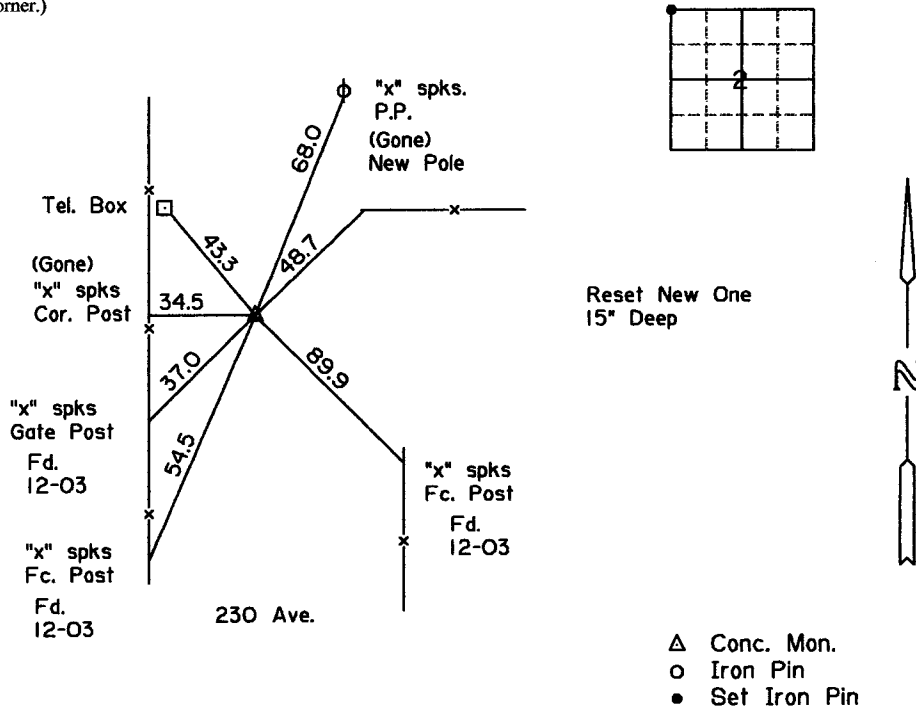 orner.)
2
"x" spks.
P.P.
(Gone)
New Pole
68.0
Tel. Box
43.3
48.7
(Gone)
"x" spks
Cor. Post
34.5
Reset New One
15" Deep
37.0
89.9
N
"x" spks
Gate Post
Fd.
12-03
54.5
"x" spks
Fc. Post
Fd.
12-03
"x" spks
Fc. Post
Fd.
12-03
230 Ave.
Conc. Mon.
Iron Pin
Set Iron Pin